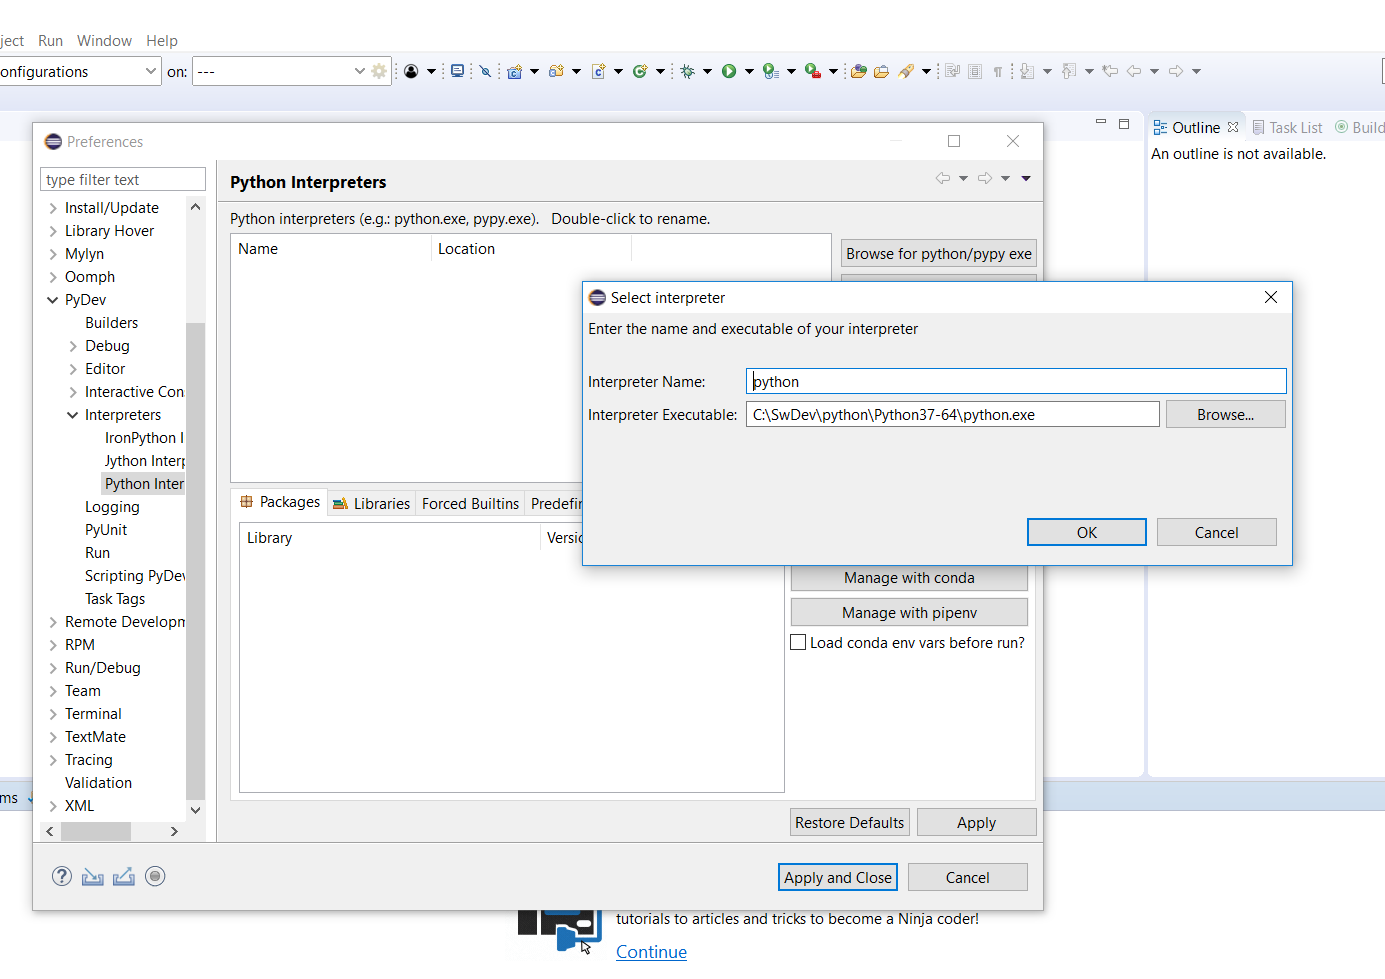 ject Run Window Help
onfigurations on: ---
Outline Task List Build
An outline is not available.
Preferences
type filter text
Install/Update
Library Hover
Mylyn
Oomph
PyDev
Builders
Debug
Editor
Interactive Con
Interpreters
IronPython I
Jython Interp
Python Inter
Logging
PyUnit
Run
Scripting PyDev
Task Tags
Remote Developm
RPM
Run/Debug
Team
Terminal
TextMate
Tracing
Validation
XML
Python Interpreters
Python interpreters (e.g.: python.exe, pypy.exe). Double-click to rename.
Name Location
Browse for python/pypy exe
Select interpreter
Enter the name and executable of your interpreter
Interpreter Name: python
Interpreter Executable: C:\SwDev\python\Python37-64\python.exe Browse...
OK Cancel
Packages Libraries Forced Builtins Predefin
Library Versic
Manage with conda
Manage with pipenv
Load conda env vars before run?
Restore Defaults Apply
Apply and Close Cancel
ms
tutorials to articles and tricks to become a Ninja coder!
Continue